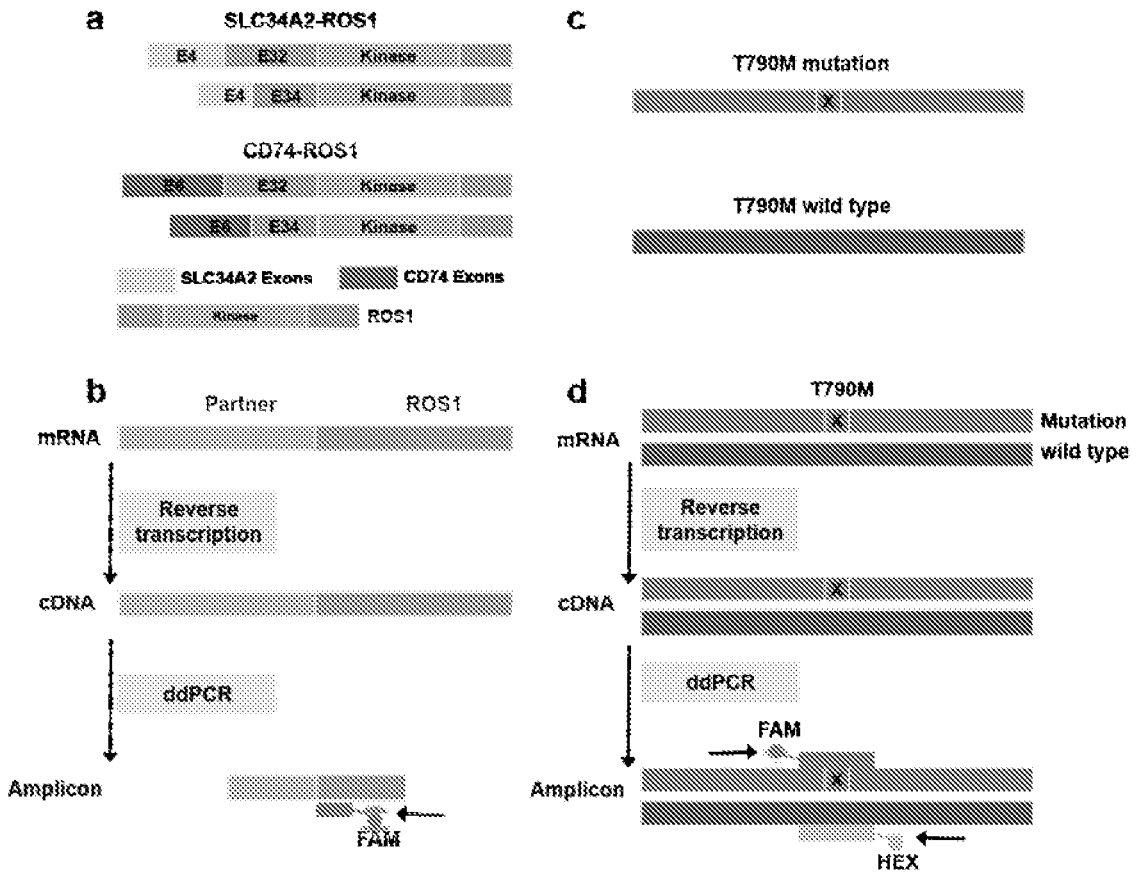 a
SLC34A2-ROS1
E4 E32 Kinase
E4 E34 Kinase
CD74-ROS1
E6 E32 Kinase
E6 E34 Kinase
SLC34A2 Exons
CD74 Exons
Kinase
ROS1
b
Partner ROS1
mRNA
Reverse
transcription
cDNA
ddPCR
Amplicon
FAM
c
T790M mutation
X
T790M wild type
d
T790M
mRNA
X
Mutation
wild type
Reverse
transcription
cDNA
X
ddPCR
FAM
Amplicon
X
HEX